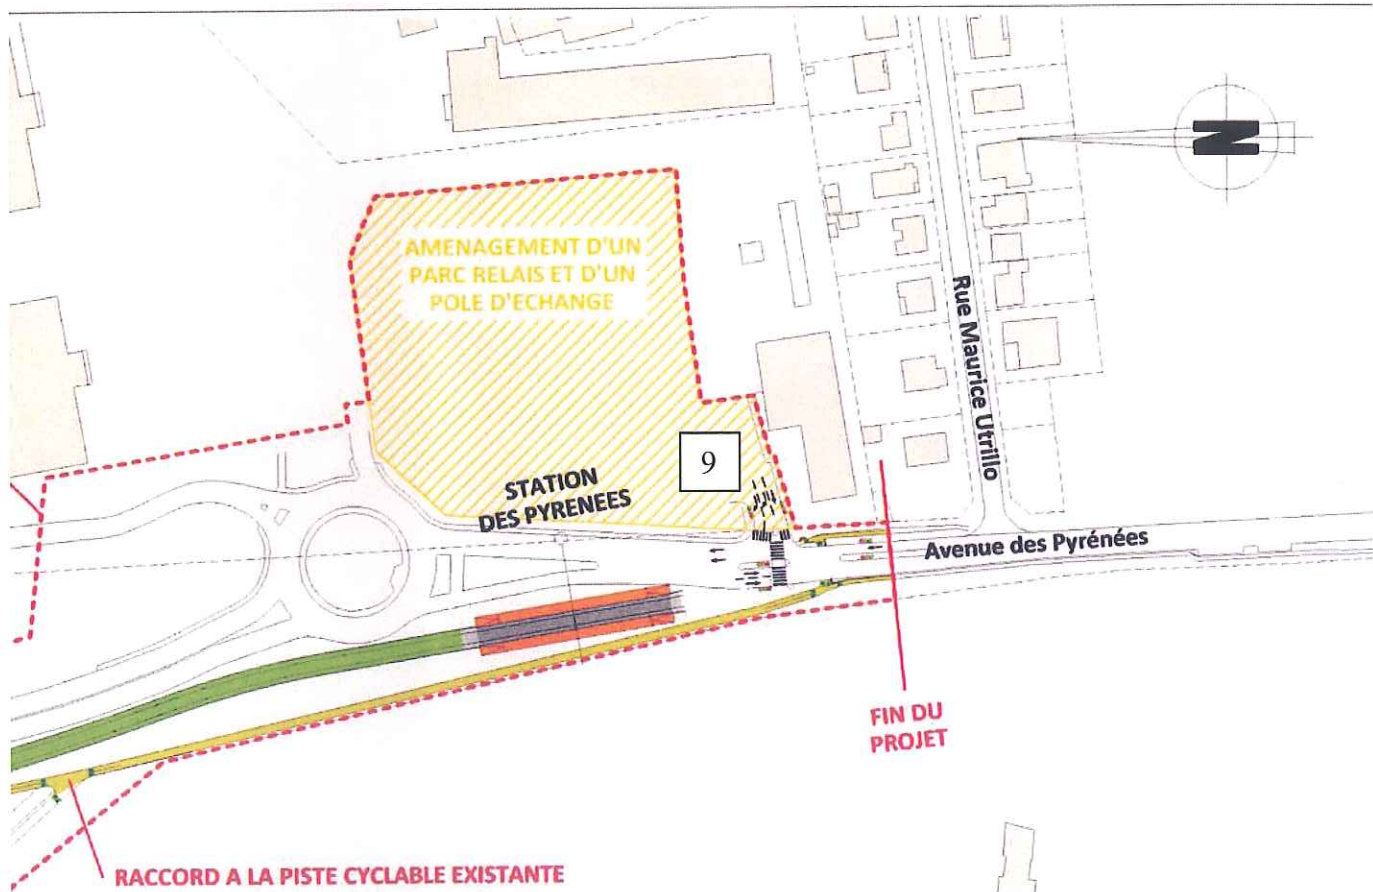 N
AMENAGEMENT D'UN
PARC RELAIS ET D'UN
POLE D'ECHANGE
Rue Maurice Utrillo
9
STATION
DES PYRENEES
Avenue des Pyrénées
FIN DU
PROJET
RACCORD A LA PISTE CYCLABLE EXISTANTE